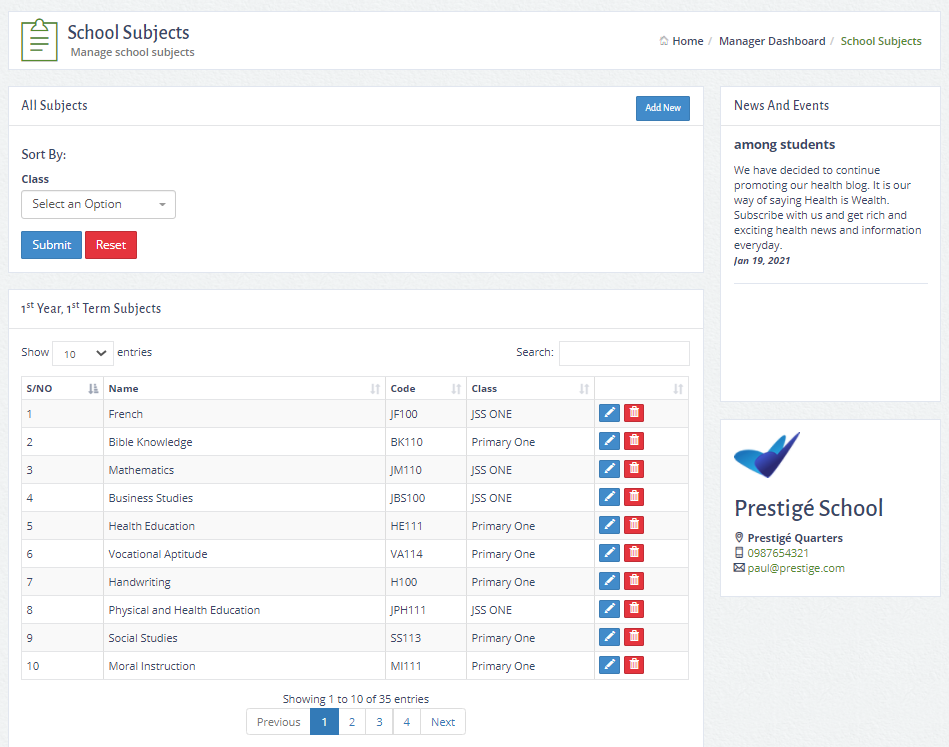 School Subjects
Manage school subjects
Home / Manager Dashboard / School Subjects
All Subjects
Add New
Sort By:
Class
Select an Option
Submit Reset
1st Year, 1st Term Subjects
Show 10 entries
Search:
S/NO Name Code Class
1 French JF100 JSS ONE
2 Bible Knowledge BK110 Primary One
3 Mathematics JM110 JSS ONE
4 Business Studies JBS100 JSS ONE
5 Health Education HE111 Primary One
6 Vocational Aptitude VA114 Primary One
7 Handwriting H100 Primary One
8 Physical and Health Education JPH111 JSS ONE
9 Social Studies SS113 Primary One
10 Moral Instruction MI111 Primary One
Showing 1 to 10 of 35 entries
Previous 1 2 3 4 Next
News And Events
among students
We have decided to continue
promoting our health blog. It is our
way of saying Health is Wealth.
Subscribe with us and get rich and
exciting health news and information
everyday.
Jan 19, 2021
Prestigé School
Prestigé Quarters
0987654321
paul@prestige.com